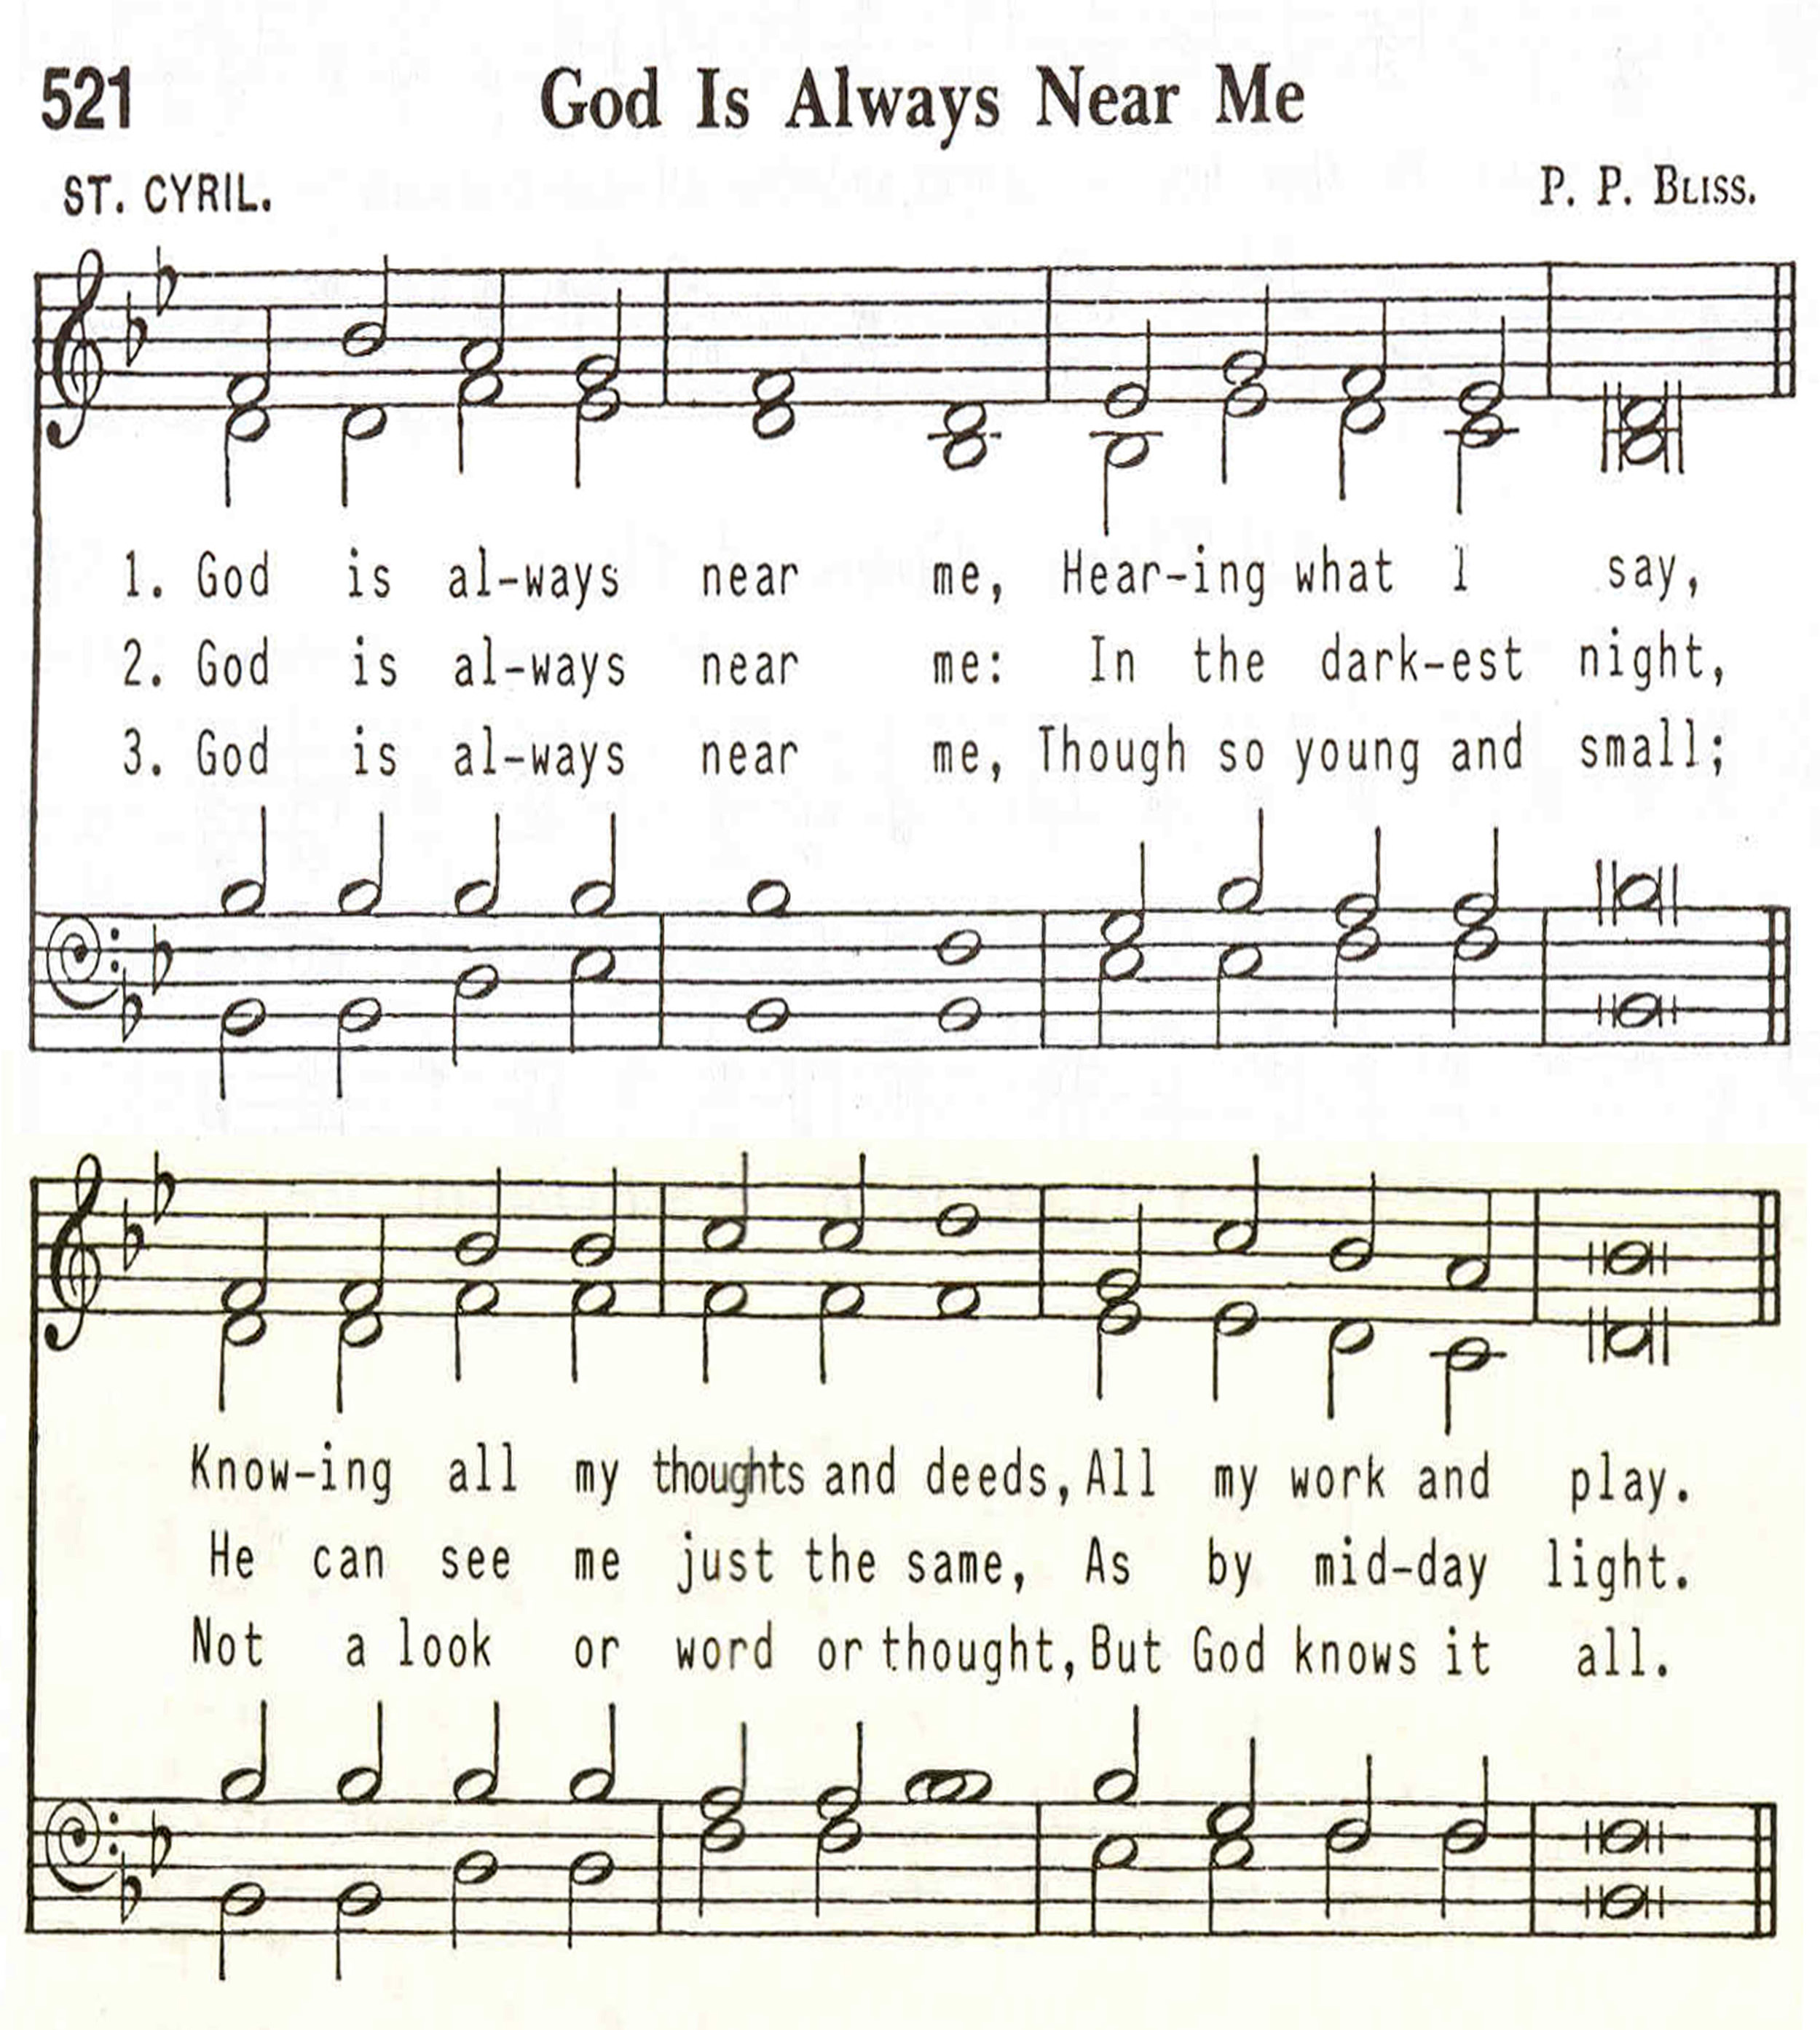 521
God Is Always Near Me
ST. CYRIL.
P. P. BLISS.
1. God is al-ways near me, Hear-ing what I say,
2. God is al-ways near me: In the dark-est night,
3. God is al-ways near me, Though so young and small;
Know-ing all my thoughts and deeds, All my work and play.
He can see me just the same, As by mid-day light.
Not a look or word or thought, But God knows it all.